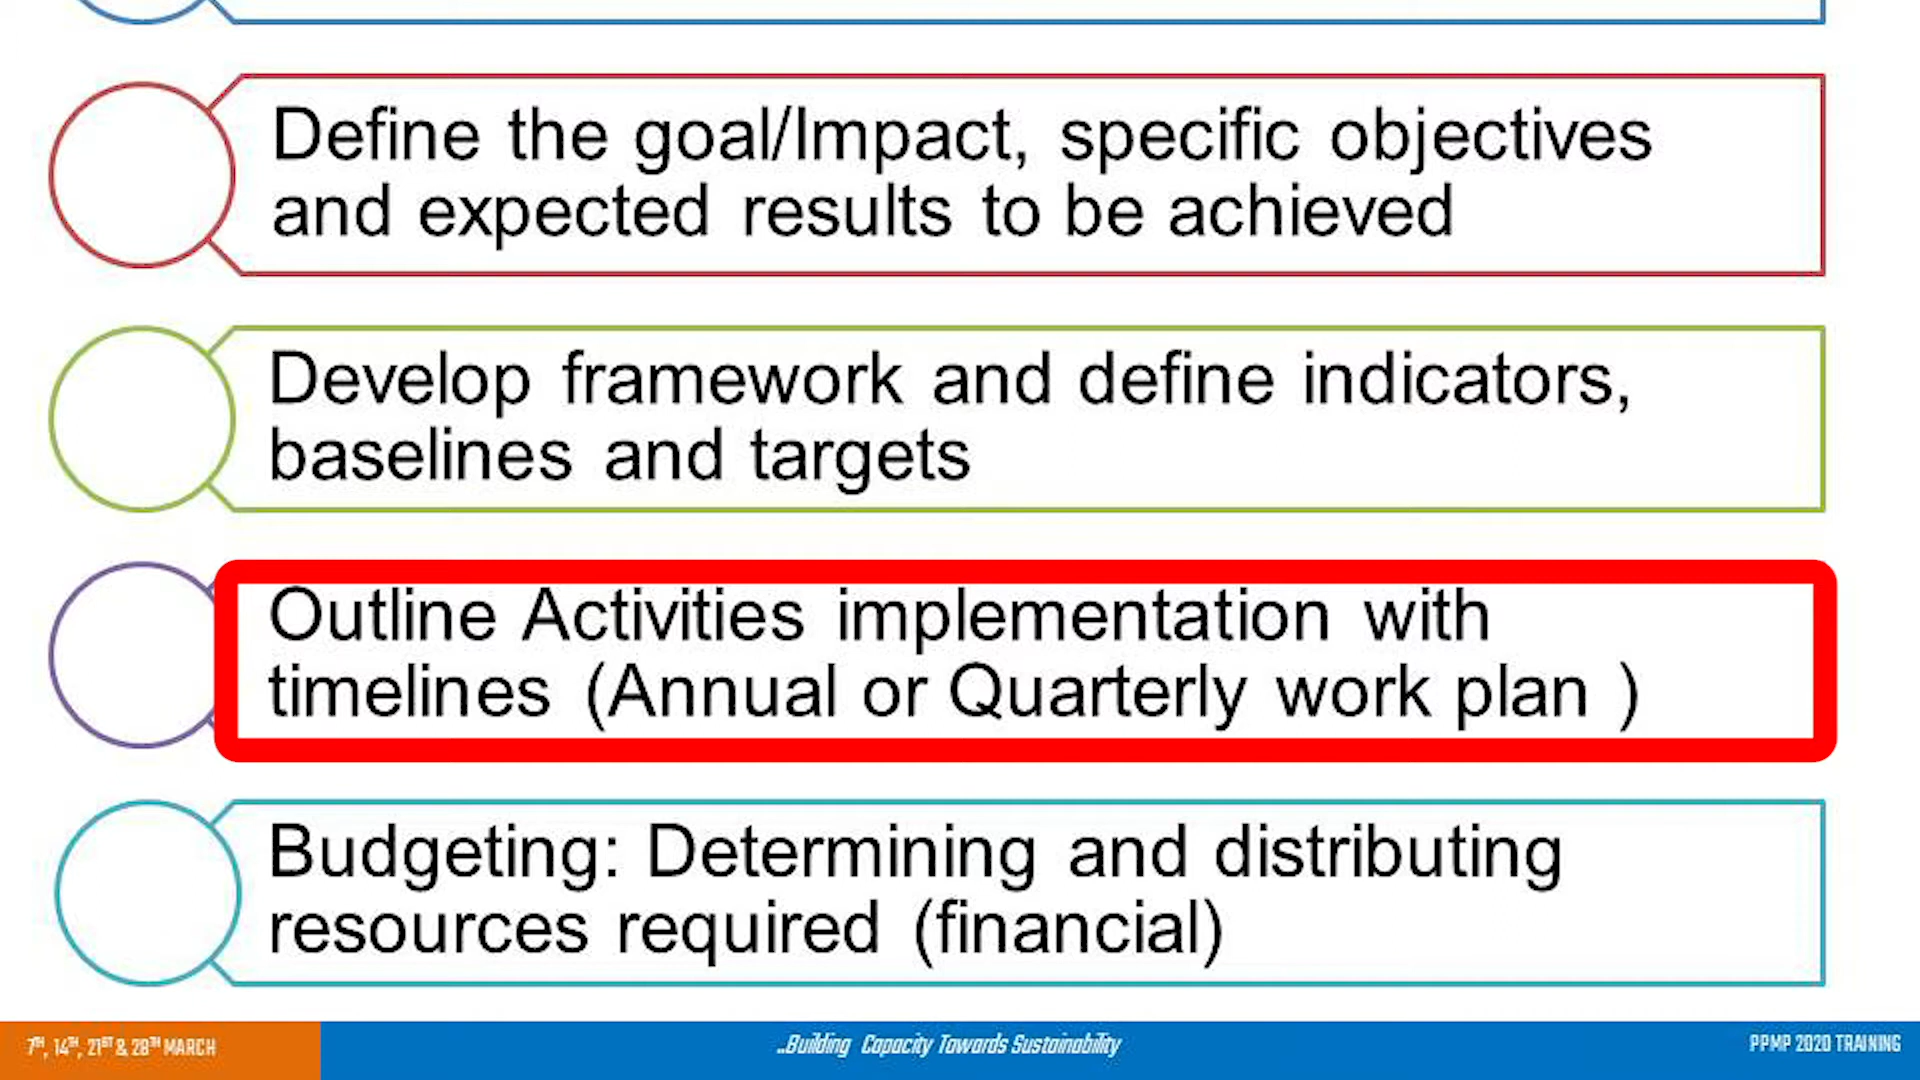 Define the goal/Impact, specific objectives
and expected results to be achieved
Develop framework and define indicators,
baselines and targets
Outline Activities implementation with
timelines (Annual or Quarterly work plan )
Budgeting: Determining and distributing
resources required (financial)
7TH, 14TH, 21ST & 28TH MARCH
..Building Capacity Towards Sustainability
PPMP 2020 TRAINING